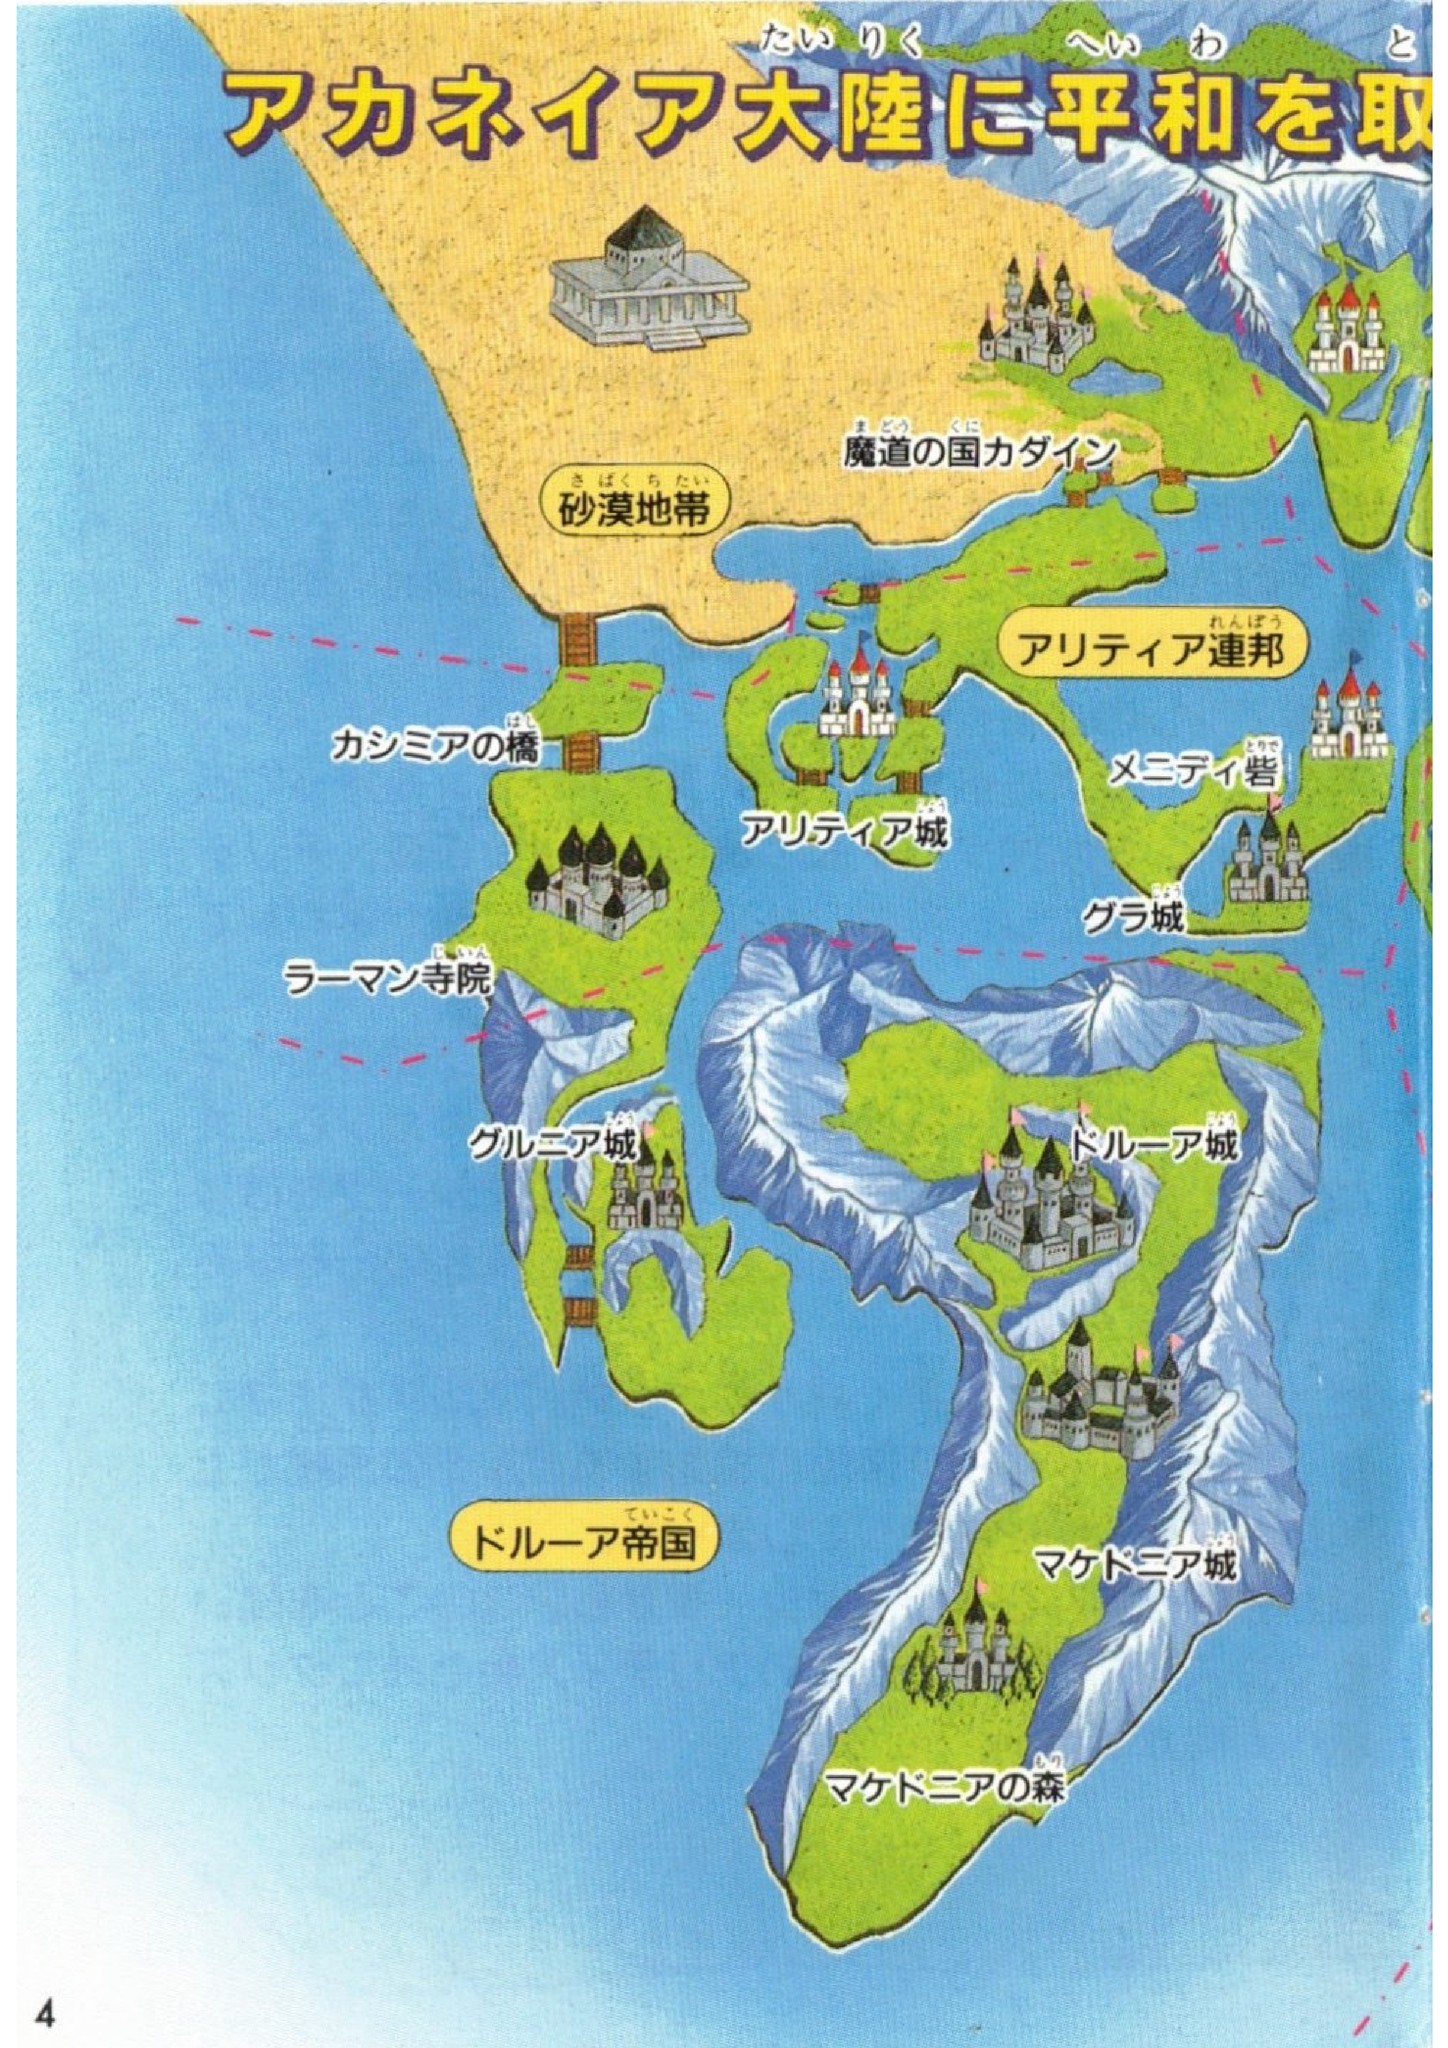 たいりく へいわ と
アカネイア大陸に平和を取
まどう くに
魔道の国カダイン
さばくちたい
砂漠地帯
れんぽう
アリティア連邦
はし
カシミアの橋
とりで
メニディ砦
じょう
アリティア城
じょう
グラ城
じいん
ラーマン寺院
じょう
グルニア城
じょう
ドルーア城
ていこく
ドルーア帝国
じょう
マケドニア城
もり
マケドニアの森
4